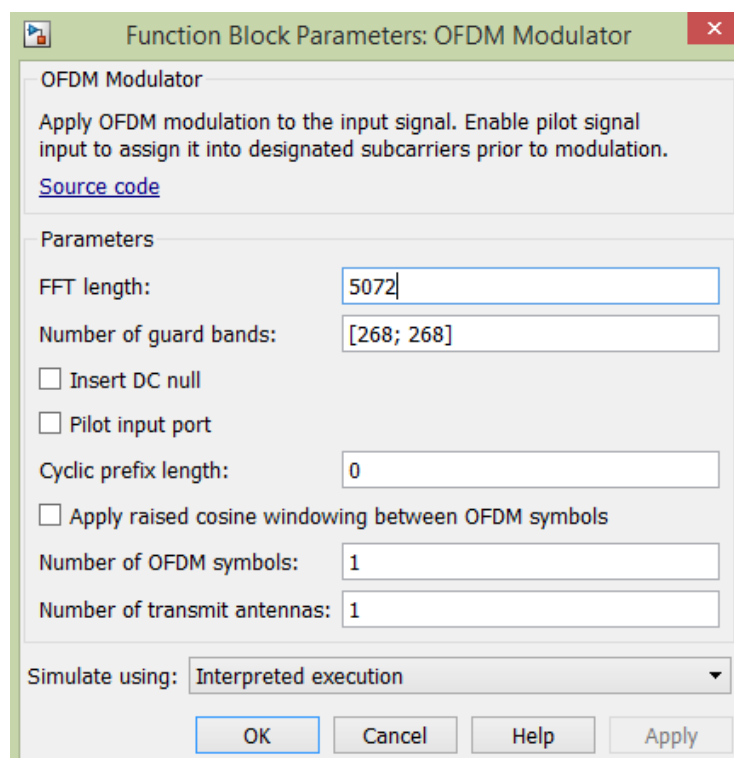 Function Block Parameters: OFDM Modulator
OFDM Modulator
Apply OFDM modulation to the input signal. Enable pilot signal
input to assign it into designated subcarriers prior to modulation.
Source code
Parameters
FFT length: 5072
Number of guard bands: [268; 268]
Insert DC null
Pilot input port
Cyclic prefix length: 0
Apply raised cosine windowing between OFDM symbols
Number of OFDM symbols: 1
Number of transmit antennas: 1
Simulate using: Interpreted execution
OK Cancel Help Apply